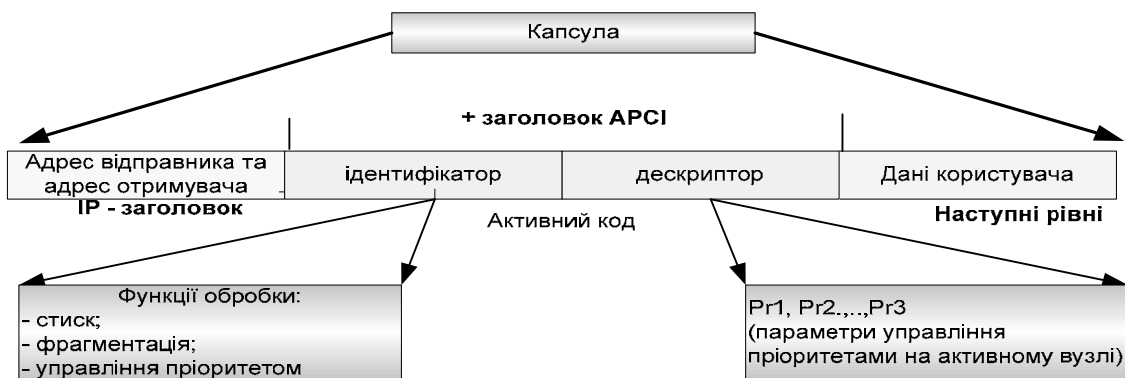 Капсула
+ заголовок APCI
Адрес відправника та
адрес отримувача
ідентифікатор
дескриптор
Дані користувача
IP - заголовок
Активний код
Наступні рівні
Функції обробки:
- стиск;
- фрагментація;
- управління пріоритетом
Pr1, Pr2.,..,Pr3
(параметри управління
пріоритетами на активному вузлі)